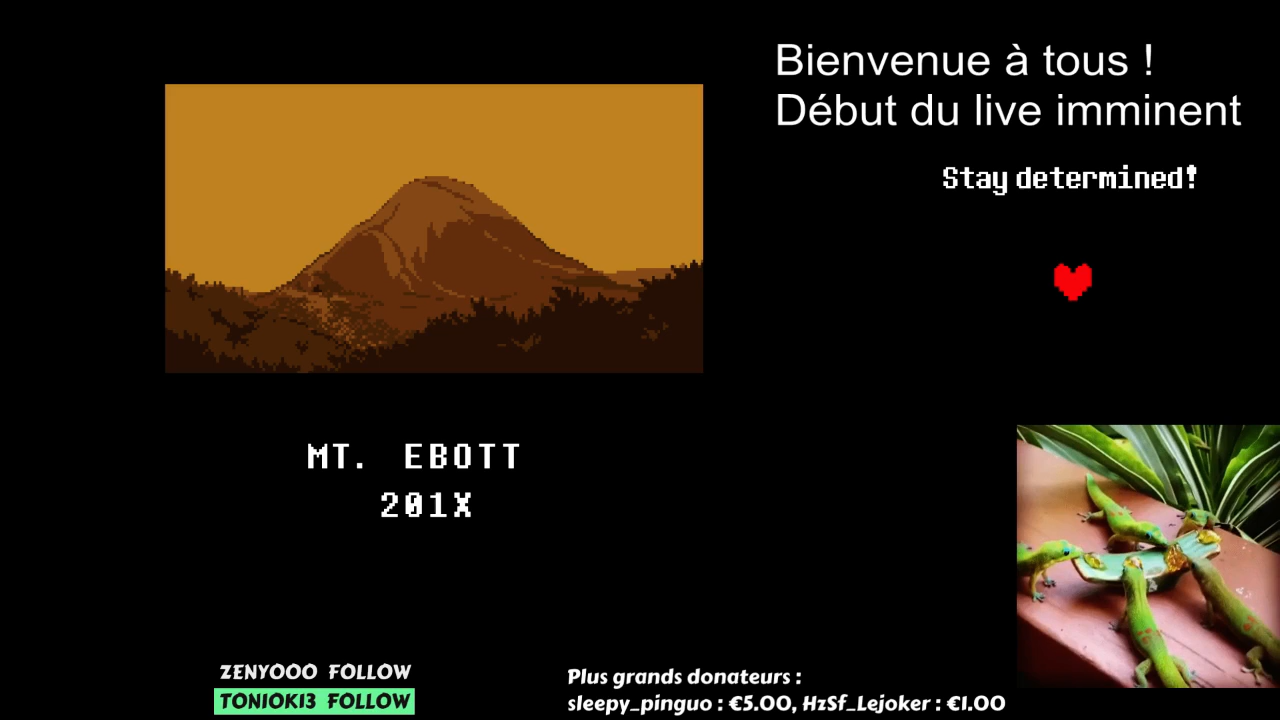 Bienvenue à tous !
Début du live imminent
Stay determined!
MT. EBOTT
201X
ZENYOOO FOLLOW
TONIOK13 FOLLOW
Plus grands donateurs :
sleepy_pinguo : €5.00, HzSf_Lejoker : €1.00